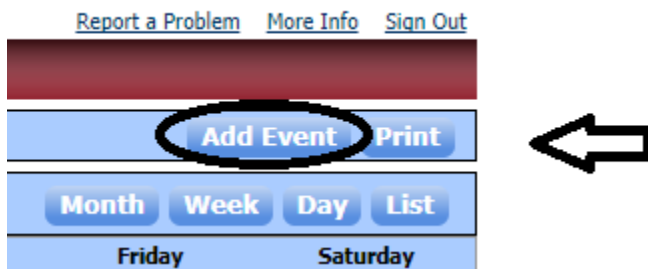 Report a Problem More Info Sign Out
Add Event Print
Month Week Day List
Friday Saturday